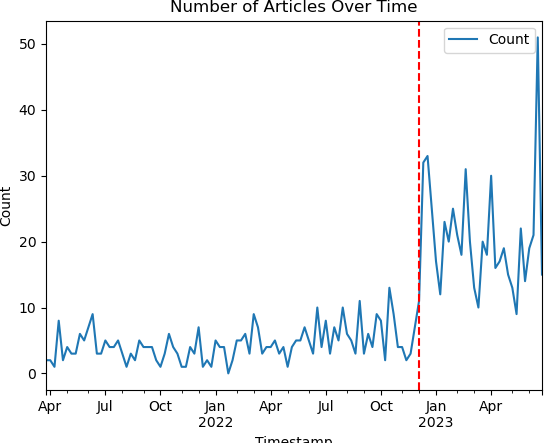 Number of Articles Over Time
Count
50
40
30
20
10
0
Count
Apr Jul Oct Jan Apr Jul Oct Jan Apr
2022 2023
Timestamp